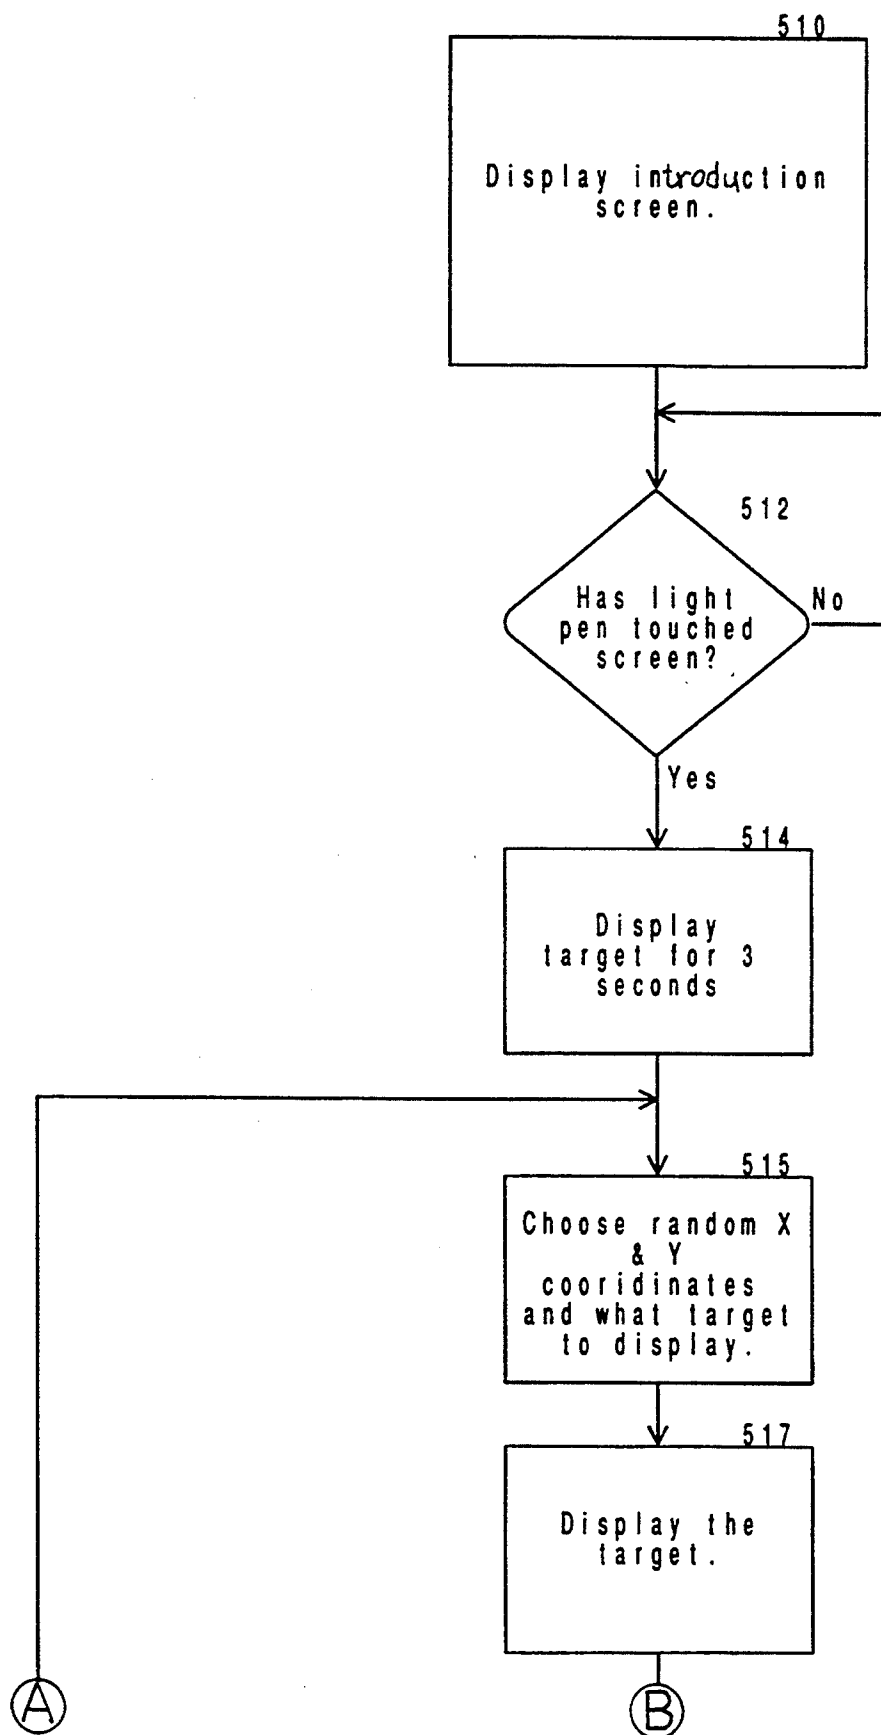 510
Display introduction
screen.
512
Has light
pen touched
screen?
No
Yes
514
Display
target for 3
seconds
515
Choose random X
& Y
cooridinates
and what target
to display.
517
Display the
target.
A
B